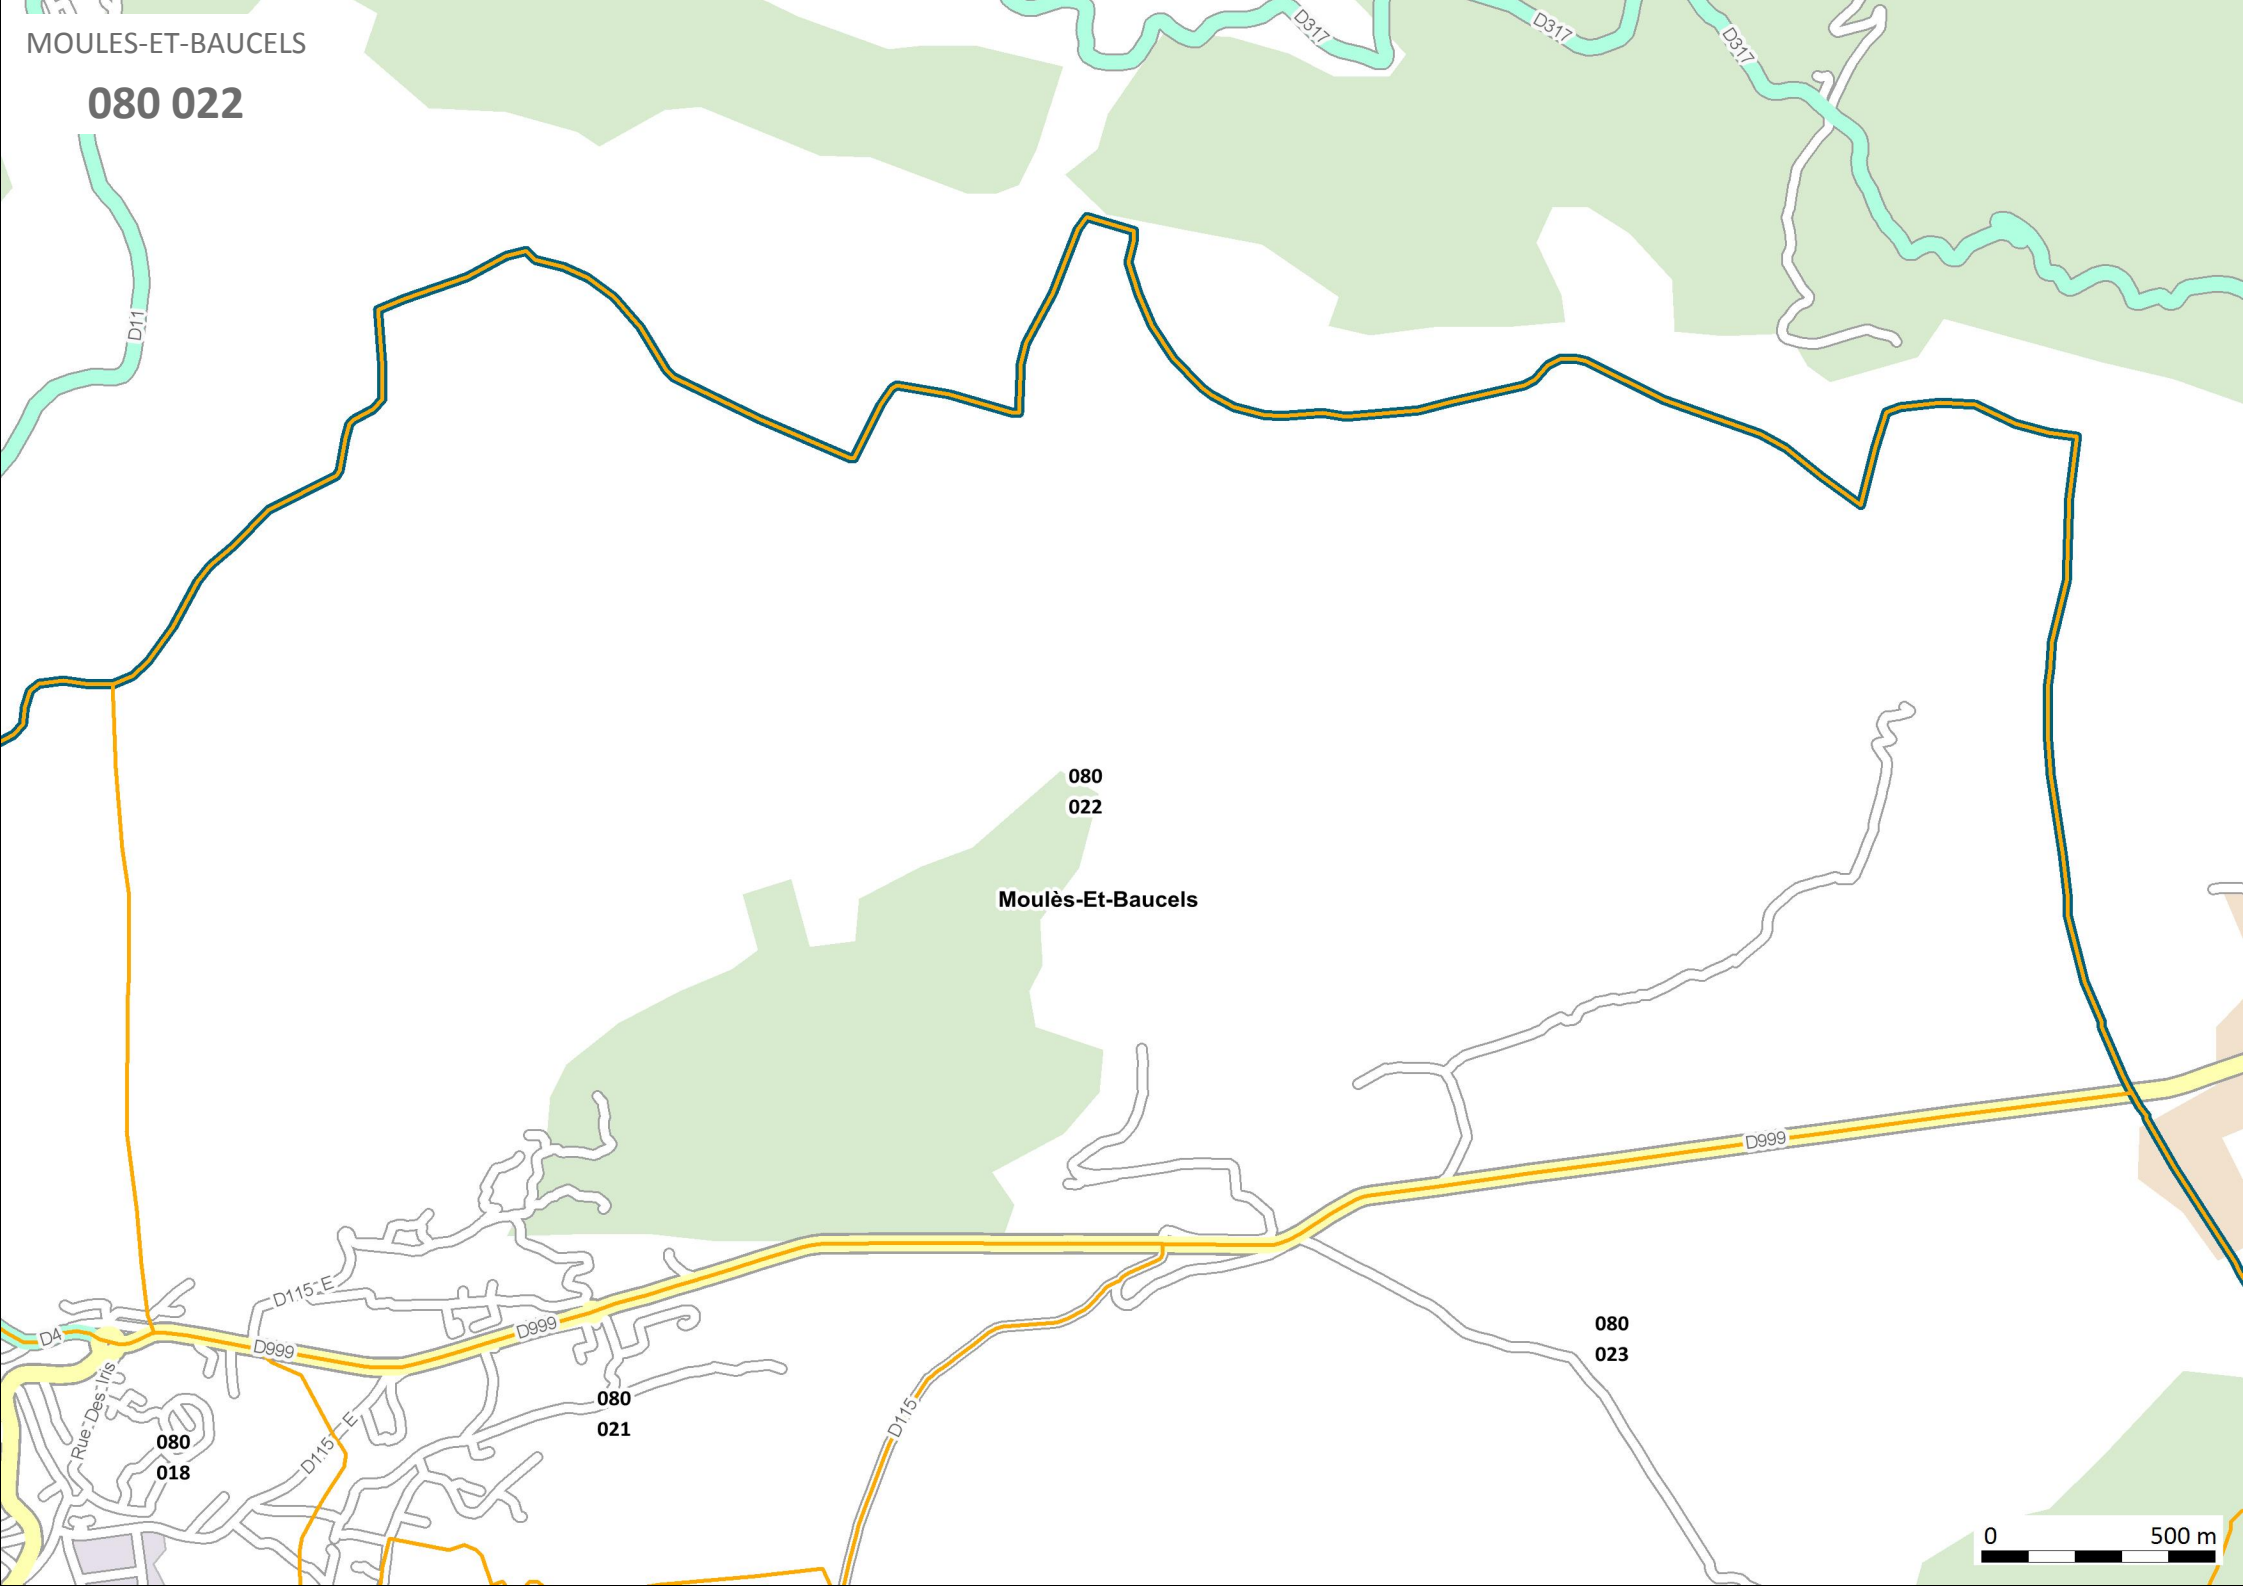 MOULES-ET-BAUCELS
080 022
D317
D317
D317
D11
080
022
Moulès-Et-Baucels
D999
D115-E
D4
D999
D999
080
023
Rue Des Iris
080
021
D115
D115 E
080
018
0 500 m